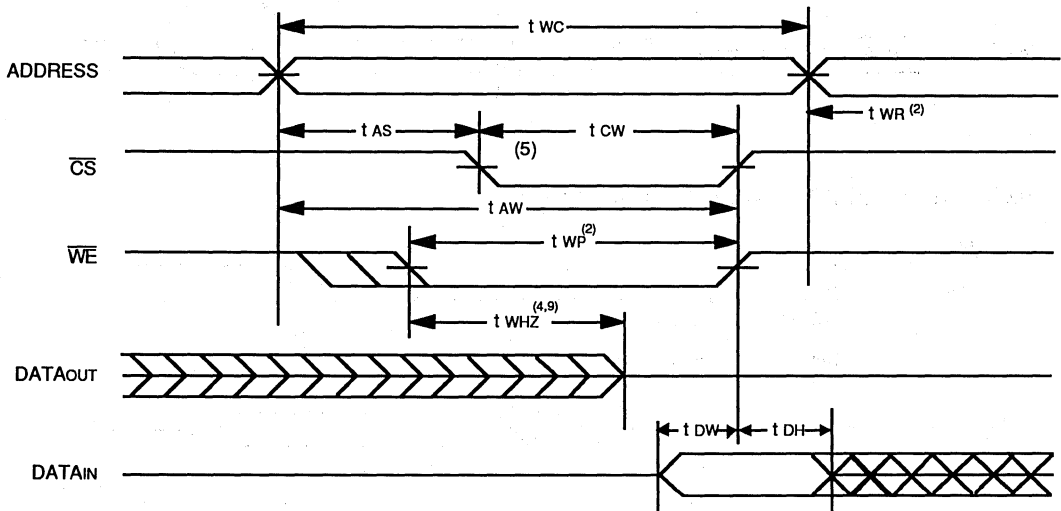 t WC
ADDRESS
t WR (2)
t AS
t CW
(5)
CS
t AW
t WP (2)
WE
t WHZ (4,9)
DATAOUT
t DW
t DH
DATAIN